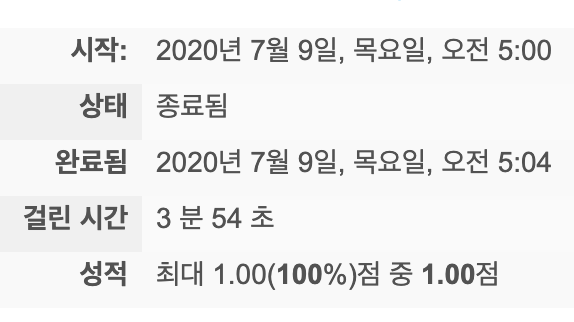 시작: 2020년 7월 9일, 목요일, 오전 5:00
상태 종료됨
완료됨 2020년 7월 9일, 목요일, 오전 5:04
걸린 시간 3 분 54 초
성적 최대 1.00(100%)점 중 1.00점